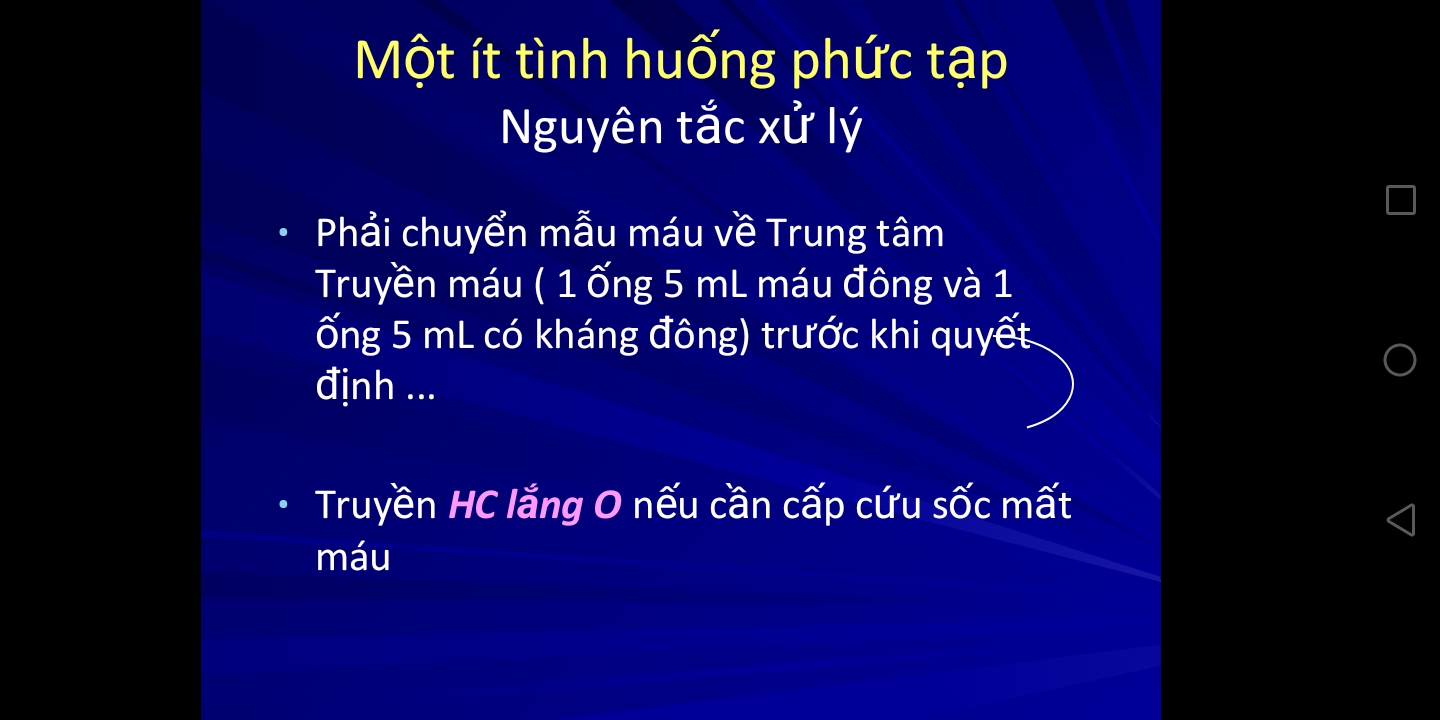 Một ít tình huống phức tạp
Nguyên tắc xử lý
• Phải chuyển mẫu máu về Trung tâm
Truyền máu ( 1 ống 5 mL máu đông và 1
ống 5 mL có kháng đông) trước khi quyết
định ...
• Truyền HC lắng O nếu cần cấp cứu sốc mất
máu